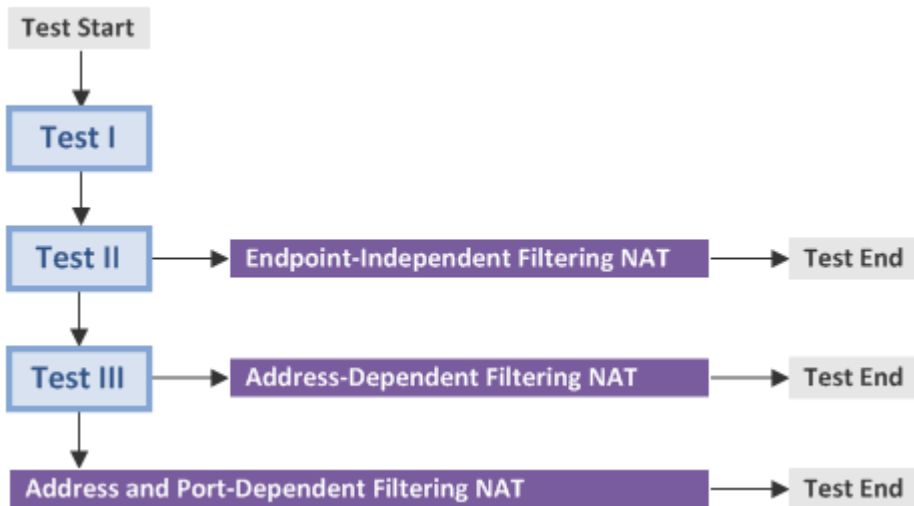 Test Start
Test I
Test II
Endpoint-Independent Filtering NAT
Test End
Test III
Address-Dependent Filtering NAT
Test End
Address and Port-Dependent Filtering NAT
Test End